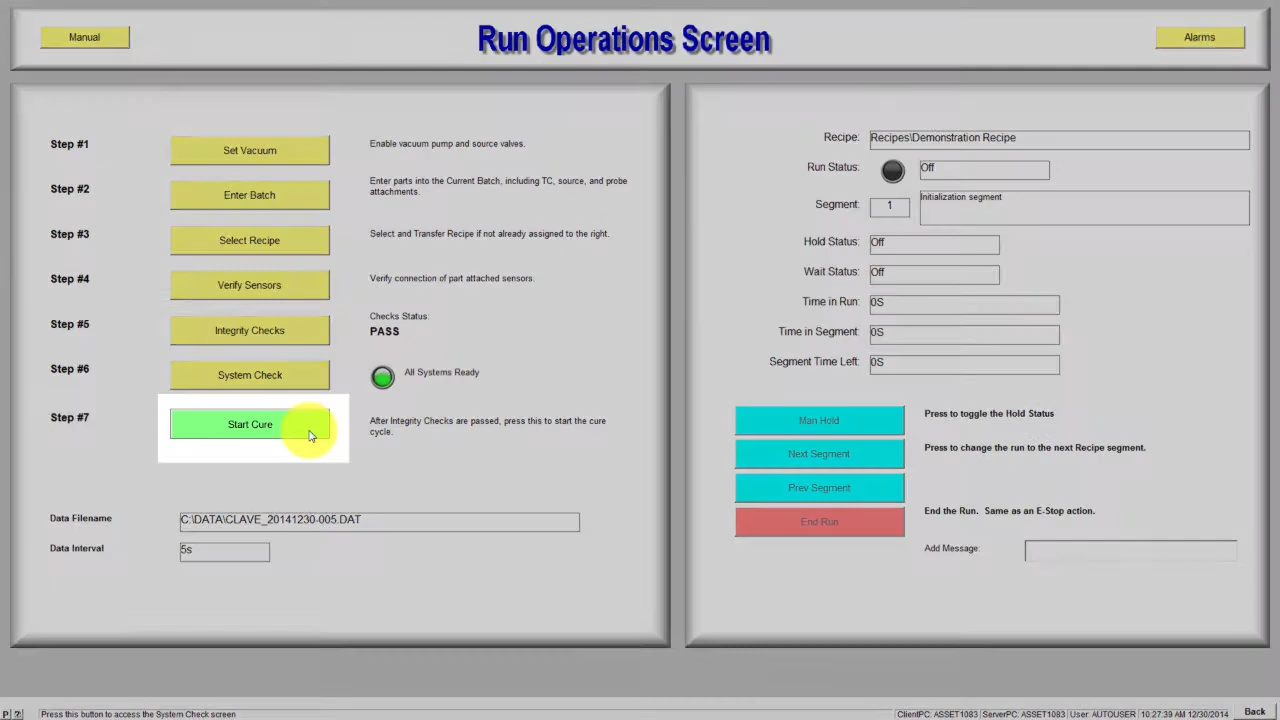 Manual
Run Operations Screen
Alarms
Step #1
Set Vacuum
Enable vacuum pump and source valves.
Step #2
Enter Batch
Enter parts into the Current Batch, including TC, source, and probe
attachments.
Step #3
Select Recipe
Select and Transfer Recipe if not already assigned to the right.
Step #4
Verify Sensors
Verify connection of part attached sensors.
Step #5
Integrity Checks
Checks Status:
PASS
Step #6
System Check
All Systems Ready
Step #7
Start Cure
After Integrity Checks are passed, press this to start the cure
cycle.
Data Filename
C:\DATA\CLAVE_20141230-005.DAT
Data Interval
5s
Recipe:
Recipes\Demonstration Recipe
Run Status:
Off
Segment:
1
Initialization segment
Hold Status:
Off
Wait Status:
Off
Time in Run:
0S
Time in Segment:
0S
Segment Time Left:
0S
Man Hold
Press to toggle the Hold Status
Next Segment
Press to change the run to the next Recipe segment.
Prev Segment
End Run
End the Run. Same as an E-Stop action.
Add Message:
P
?
Press this button to access the System Check screen
ClientPC: ASSET1083
ServerPC: ASSET1083
User: AUTOUSER
10:27:39 AM 12/30/2014
Back